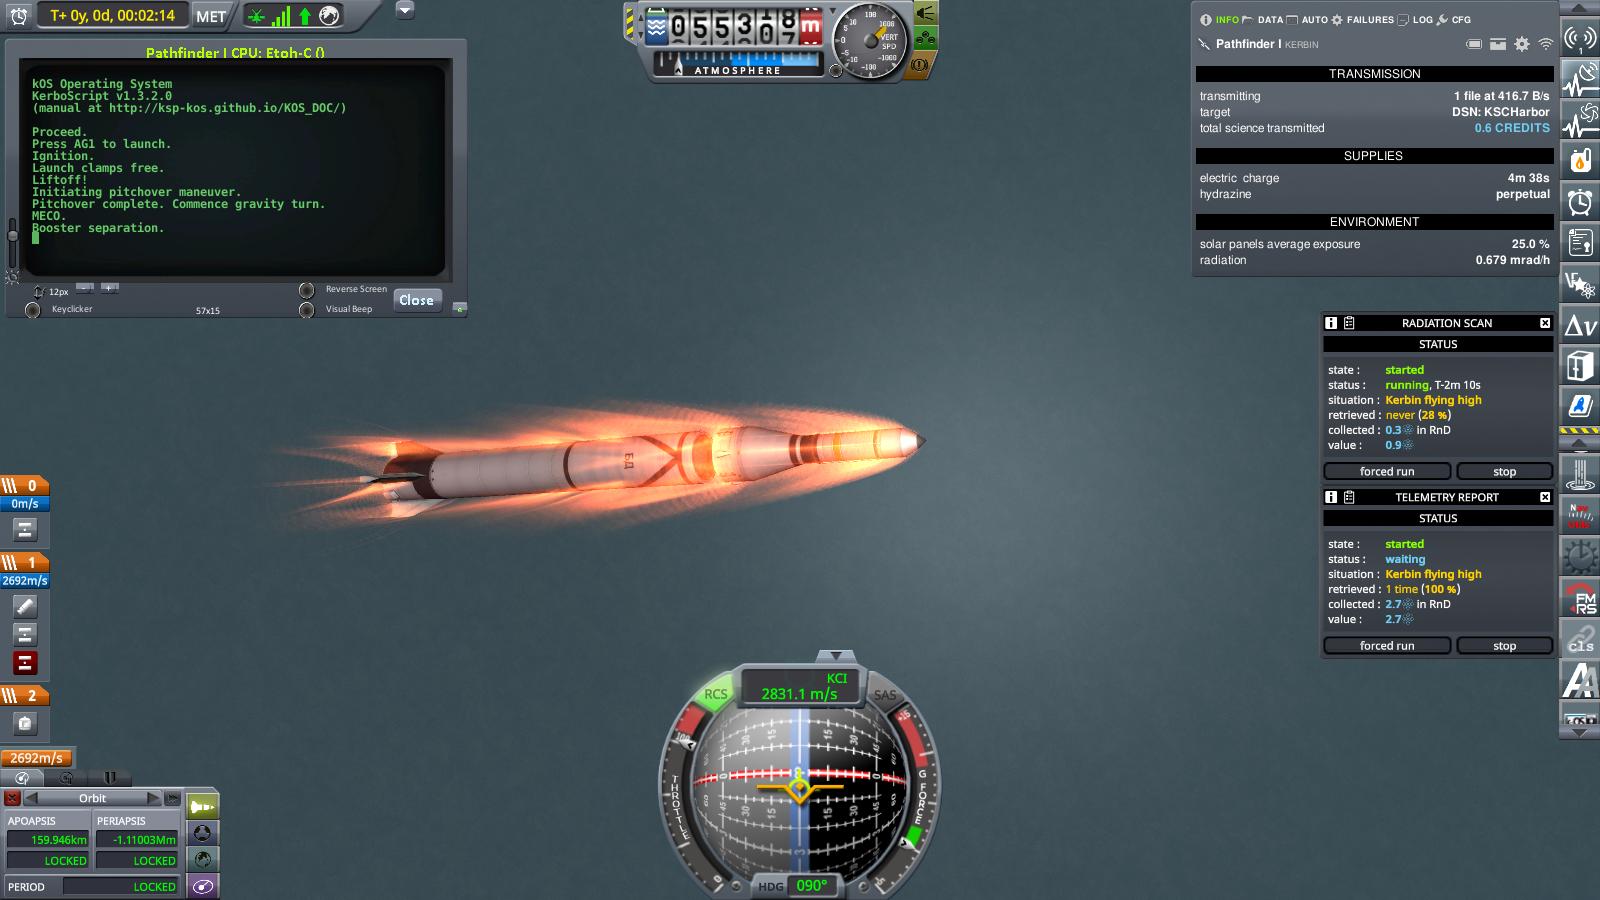 T+ 0y, 0d, 00:02:14
MET
Pathfinder I CPU: Etoh-C ()
kOS Operating System
KerboScript v1.3.2.0
(manual at http://ksp-kos.github.io/KOS_DOC/)
Proceed.
Press AG1 to launch.
Ignition.
Launch clamps free.
Liftoff!
Initiating pitchover maneuver.
Pitchover complete. Commence gravity turn.
MECO.
Booster separation.
12px
- +
Reverse Screen
Close
Keyclicker
57x15
Visual Beep
m
ATMOSPHERE
VERT
SPD
INFO DATA AUTO FAILURES LOG CFG
Pathfinder I KERBIN
TRANSMISSION
transmitting 1 file at 416.7 B/s
target DSN: KSCHarbor
total science transmitted 0.6 CREDITS
SUPPLIES
electric charge 4m 38s
hydrazine perpetual
ENVIRONMENT
solar panels average exposure 25.0 %
radiation 0.679 mrad/h
RADIATION SCAN
STATUS
state : started
status : running, T-2m 10s
situation : Kerbin flying high
retrieved : never (28 %)
collected : 0.3 in RnD
value : 0.9
forced run stop
TELEMETRY REPORT
STATUS
state : started
status : waiting
situation : Kerbin flying high
retrieved : 1 time (100 %)
collected : 2.7 in RnD
value : 2.7
forced run stop
Δv
FM
RS
cls
БД
0
0m/s
1
2692m/s
2
2692m/s
Orbit
APOAPSIS PERIAPSIS
159.946km -1.11003Mm
LOCKED LOCKED
PERIOD LOCKED
KCI
2831.1 m/s
RCS
SAS
THROTTLE
G FORCE
HDG 090°